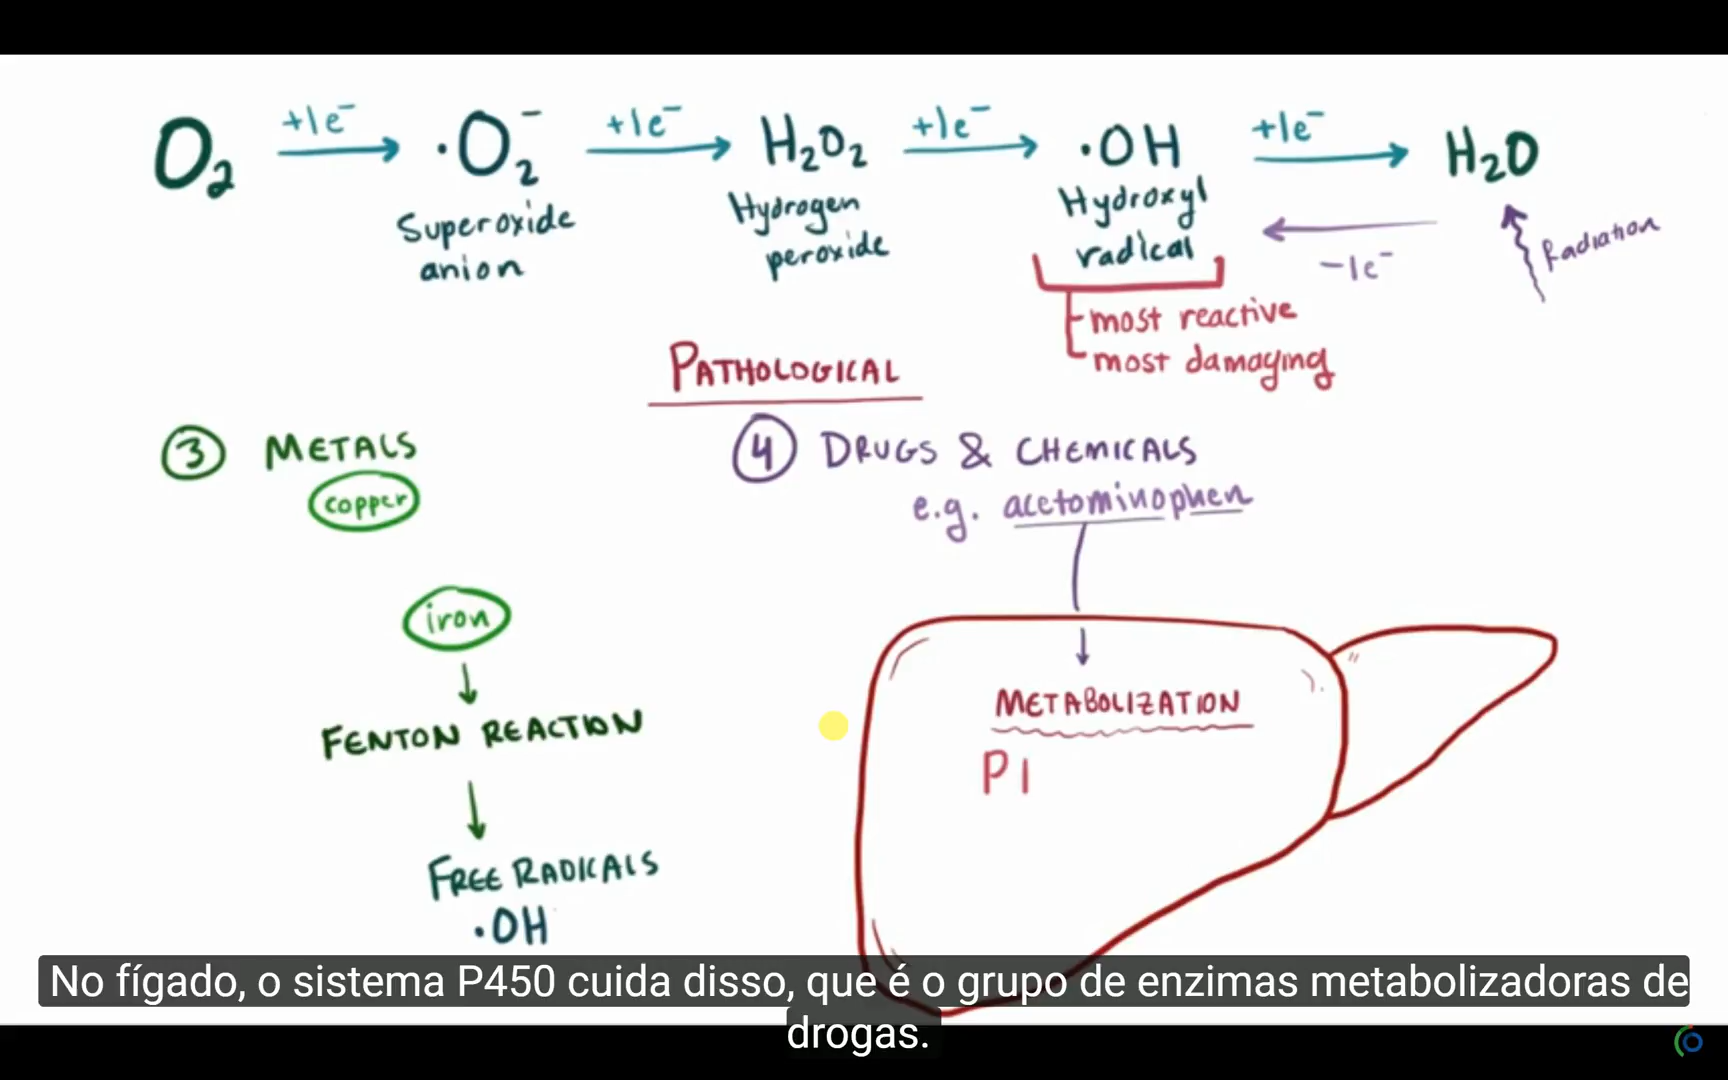 O₂ +1e⁻ ·O₂⁻ +1e⁻ H₂O₂ +1e⁻ ·OH +1e⁻ H₂O
Superoxide
anion
Hydrogen
peroxide
Hydroxyl
radical
-1e⁻
Radiation
most reactive
most damaging
PATHOLOGICAL
3 METALS
copper
iron
FENTON REACTION
FREE RADICALS
·OH
4 DRUGS & CHEMICALS
e.g. acetominophen
METABOLIZATION
P1
No fígado, o sistema P450 cuida disso, que é o grupo de enzimas metabolizadoras de
drogas.